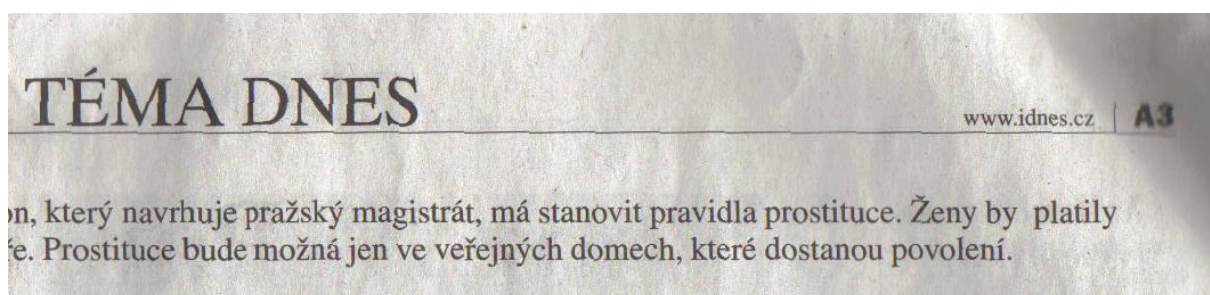 TÉMA DNES
www.idnes.cz | A3
který navrhuje pražský magistrát, má stanovit pravidla prostituce. Ženy by platily
Prostituce bude možná jen ve veřejných domech, které dostanou povolení.